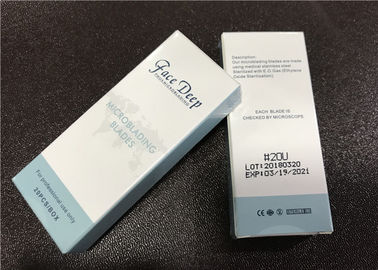 Face Deep
MICROBLADING
BLADES
For professional use only
20PCS/BOX
Description:
Our microblading blades are made
using medical stainless steel
Sterilized with E.O. Gas (Ethylene
Oxide Sterilization)
EACH BLADE IS
CHECKED BY MICROSCOPE
#20U
LOT:20180320
EXP:03/19/2021